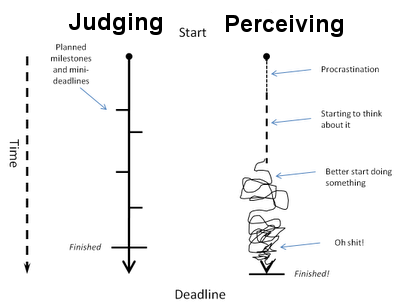 Judging
Perceiving
Start
Planned
milestones
and mini-
deadlines
Procrastination
Starting to think
about it
Time
Better start doing
something
Oh shit!
Finished
Finished!
Deadline